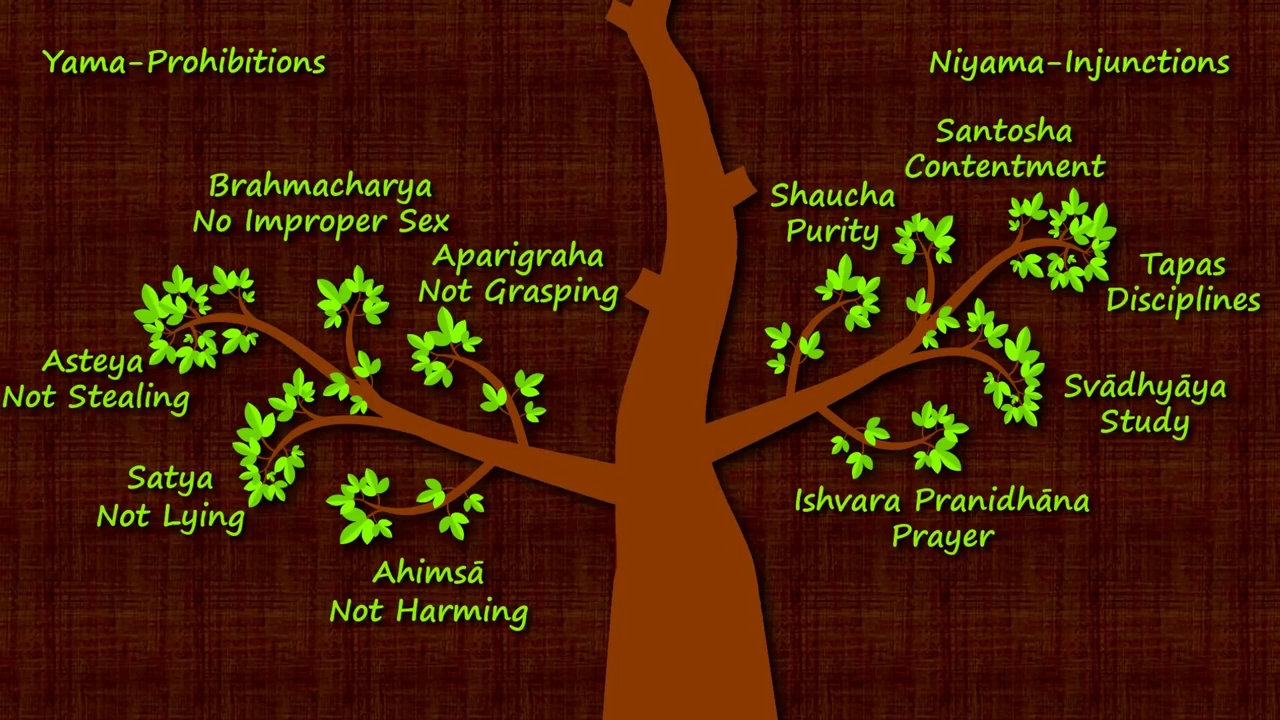 Yama-Prohibitions
Niyama-Injunctions
Brahmacharya
No Improper Sex
Aparigraha
Not Grasping
Asteya
Not Stealing
Satya
Not Lying
Ahimsā
Not Harming
Santosha
Contentment
Shaucha
Purity
Tapas
Disciplines
Svādhyāya
Study
Ishvara Pranidhāna
Prayer